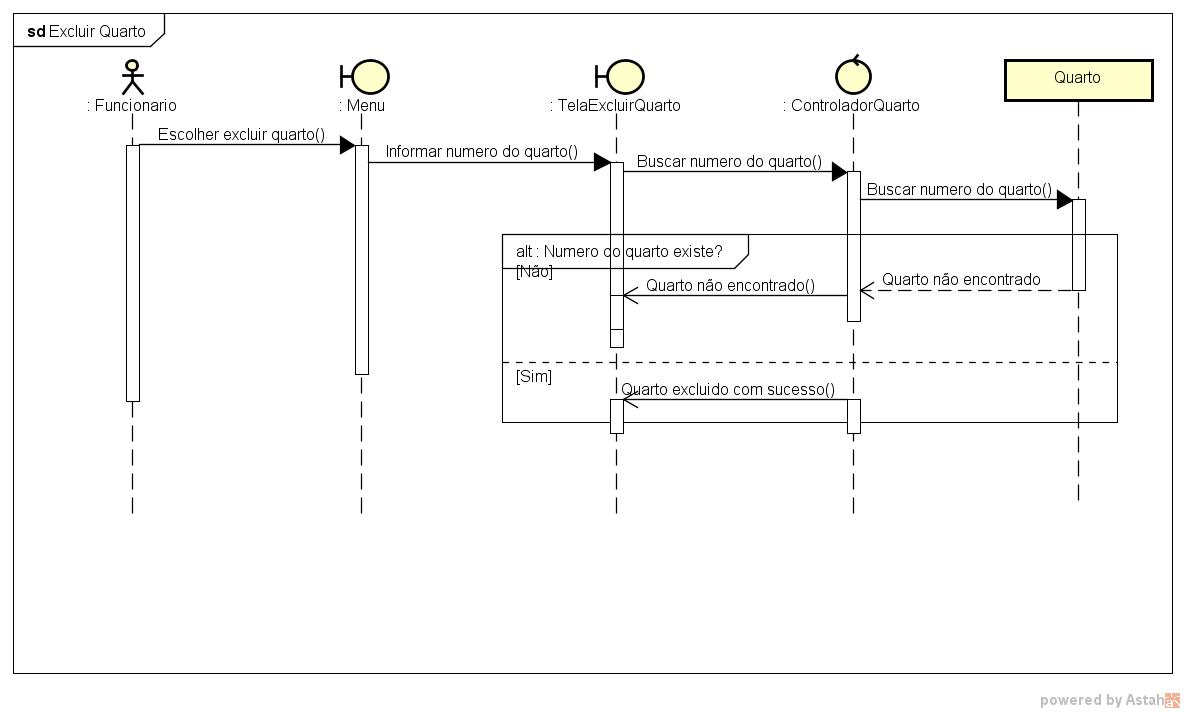 sd Excluir Quarto
: Funcionario
: Menu
: TelaExcluirQuarto
: ControladorQuarto
Quarto
Escolher excluir quarto()
Informar numero do quarto()
Buscar numero do quarto()
Buscar numero do quarto()
alt : Numero do quarto existe?
[Não]
Quarto não encontrado()
Quarto não encontrado
[Sim]
Quarto excluido com sucesso()
powered by Astah